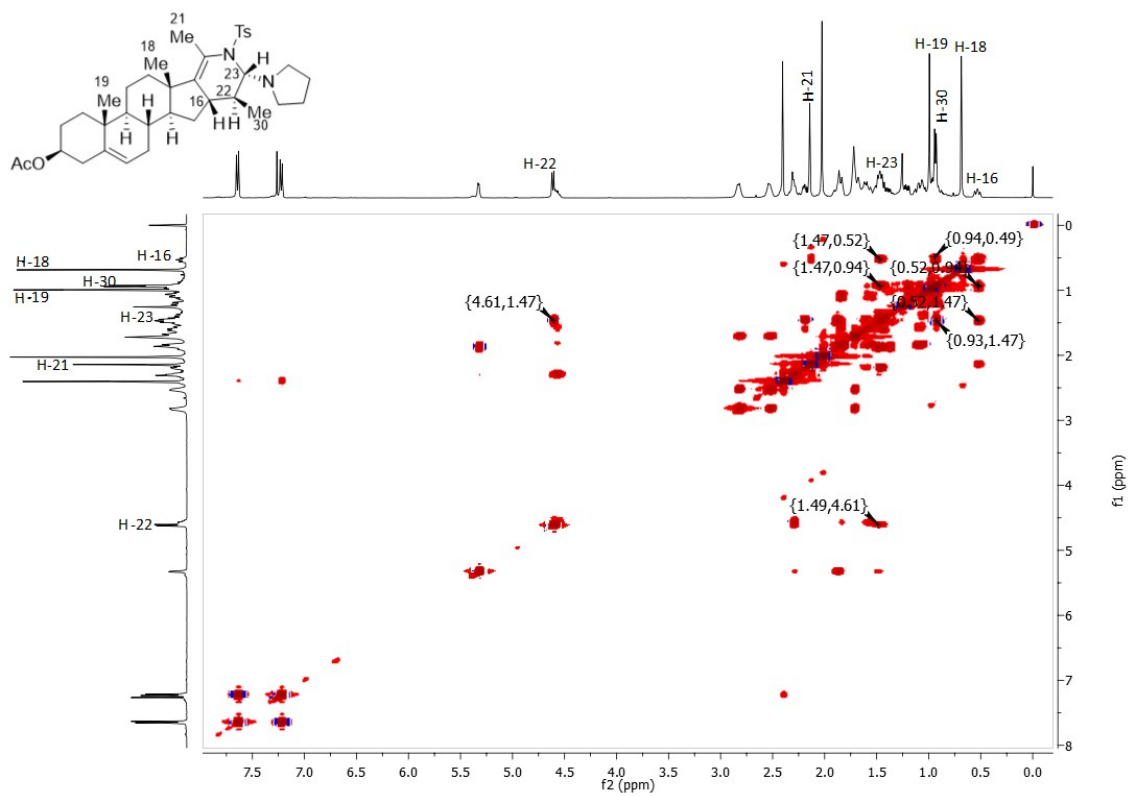 21
Me
Ts
18
Me
N
H
19
Me
23
N
22
16
Me
H
H
H
H
30
H
AcO
H-19
H-18
H-21
H-30
H-22
H-23
H-16
H-18
H-16
H-30
H-19
H-23
H-21
H-22
{1.47,0.52}
{0.94,0.49}
{1.47,0.94}
{0.52,0.94}
{4.61,1.47}
{0.52,1.47}
{0.93,1.47}
{1.49,4.61}
0
1
2
3
4
5
6
7
8
f1 (ppm)
7.5 7.0 6.5 6.0 5.5 5.0 4.5 4.0 3.5 3.0 2.5 2.0 1.5 1.0 0.5 0.0
f2 (ppm)